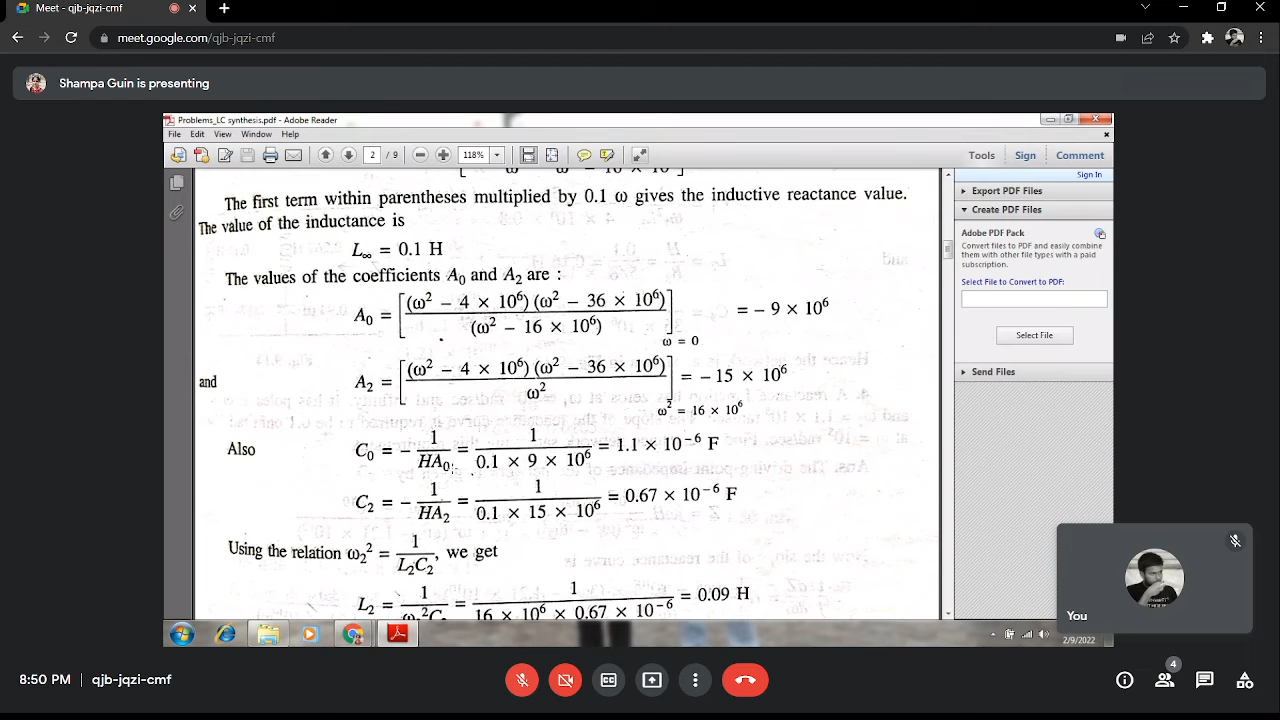 Meet - qjb-jqzi-cmf
meet.google.com/qjb-jqzi-cmf
Shampa Guin is presenting
Problems_LC synthesis.pdf - Adobe Reader
File Edit View Window Help
2 / 9 118% Tools Sign Comment
Sign In
Export PDF Files
Create PDF Files
Adobe PDF Pack
Convert files to PDF and easily combine
them with other file types with a paid
subscription.
Select File to Convert to PDF:
Select File
Send Files
The first term within parentheses multiplied by 0.1 ω gives the inductive reactance value.
The value of the inductance is
L∞ = 0.1 H
The values of the coefficients A₀ and A₂ are :
A₀ = [(ω² − 4 × 10⁶) (ω² − 36 × 10⁶) / (ω² − 16 × 10⁶)] ω = 0 = − 9 × 10⁶
and A₂ = [(ω² − 4 × 10⁶) (ω² − 36 × 10⁶) / ω²] ω² = 16 × 10⁶ = − 15 × 10⁶
Also C₀ = − 1 / HA₀ = 1 / 0.1 × 9 × 10⁶ = 1.1 × 10⁻⁶ F
C₂ = − 1 / HA₂ = 1 / 0.1 × 15 × 10⁶ = 0.67 × 10⁻⁶ F
Using the relation ω₂² = 1 / L₂C₂, we get
L₂ = 1 / ω₂²C = 1 / 16 × 10⁶ × 0.67 × 10⁻⁶ = 0.09 H
You
2/9/2022
8:50 PM | qjb-jqzi-cmf
4